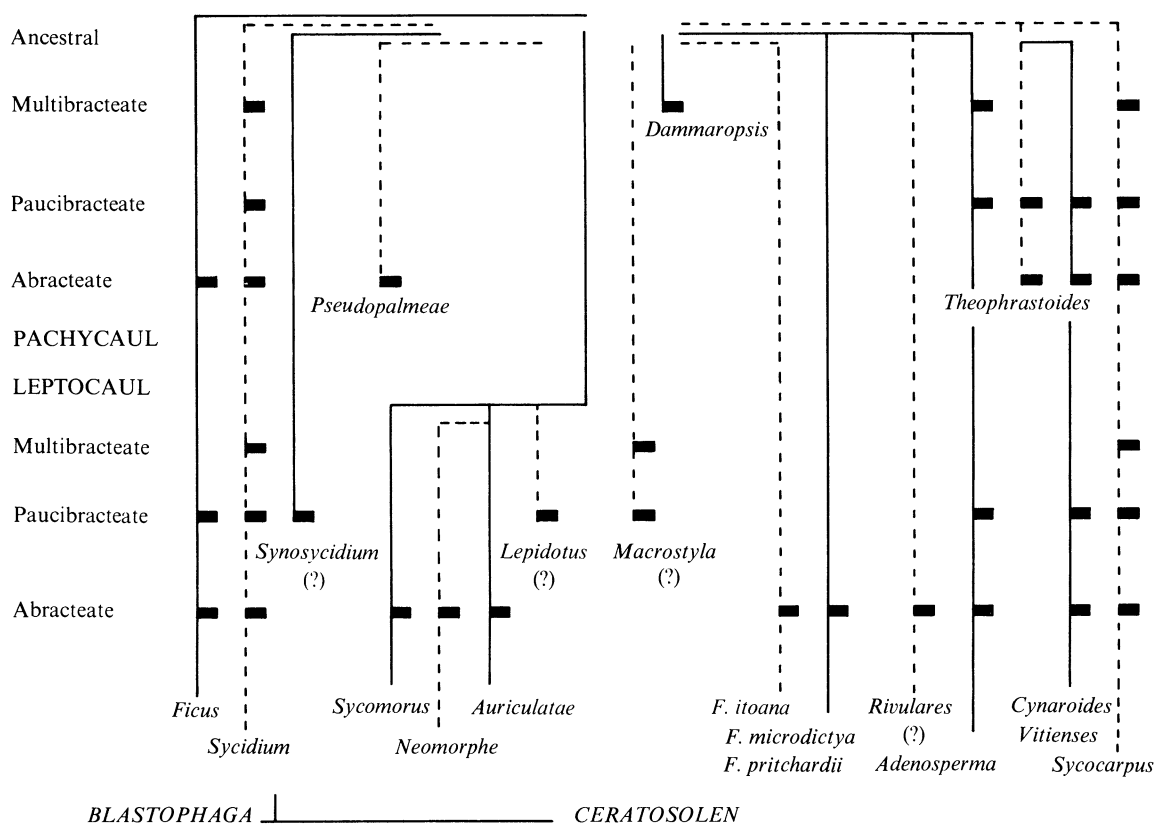 Ancestral
Multibracteate
Dammaropsis
Paucibracteate
Abracteate
Pseudopalmeae
Theophrastoides
PACHYCAUL
LEPTOCAUL
Multibracteate
Paucibracteate
Synosycidium
(?)
Lepidotus
(?)
Macrostyla
(?)
Abracteate
Ficus
Sycidium
Sycomorus
Neomorphe
Auriculatae
F. itoana
F. microdictya
F. pritchardii
Rivulares
(?)
Adenosperma
Cynaroides
Vitienses
Sycocarpus
BLASTOPHAGA
CERATOSOLEN